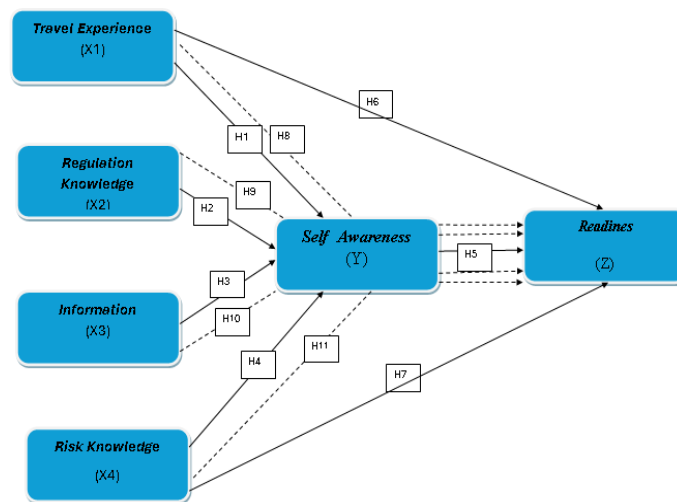 Travel Experience
(X1)
H6
H1
H8
Regulation
Knowledge
(X2)
H9
H2
Self Awareness
(Y)
Readines
(Z)
H5
Information
(X3)
H3
H10
H4
H11
H7
Risk Knowledge
(X4)